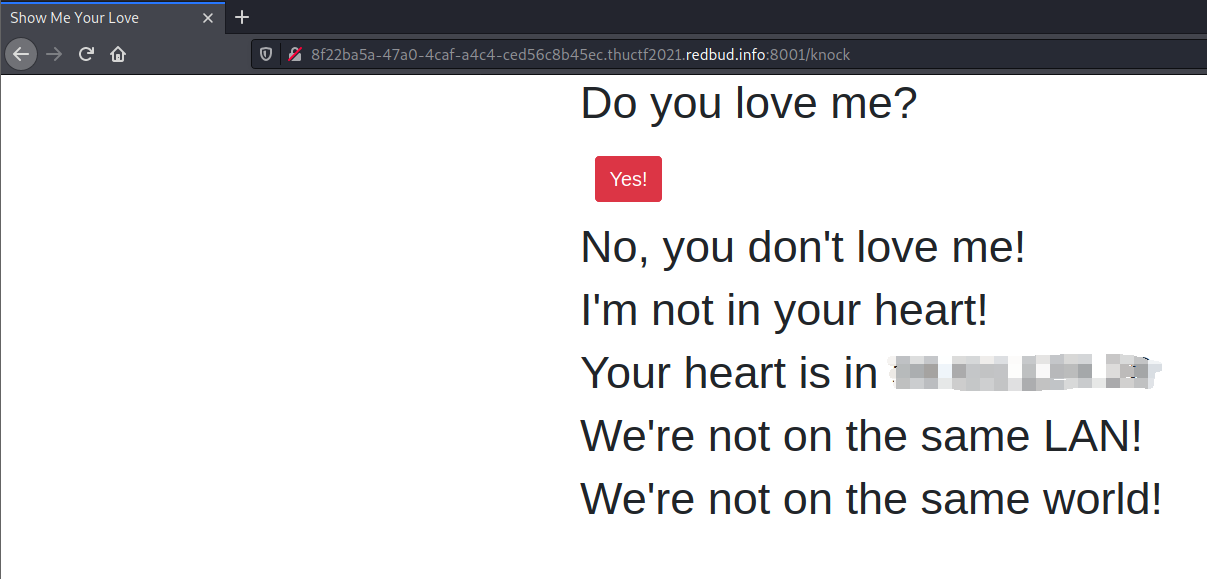 Show Me Your Love
8f22ba5a-47a0-4caf-a4c4-ced56c8b45ec.thuctf2021.redbud.info:8001/knock
Do you love me?
Yes!
No, you don't love me!
I'm not in your heart!
Your heart is in
We're not on the same LAN!
We're not on the same world!